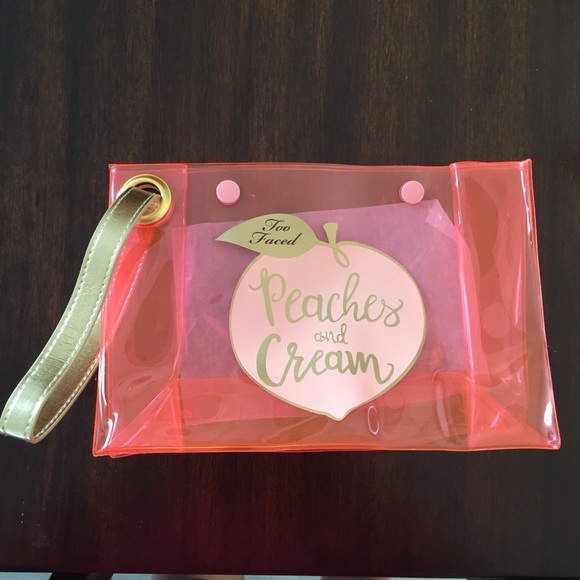 Too
Faced
Peaches
and
Cream